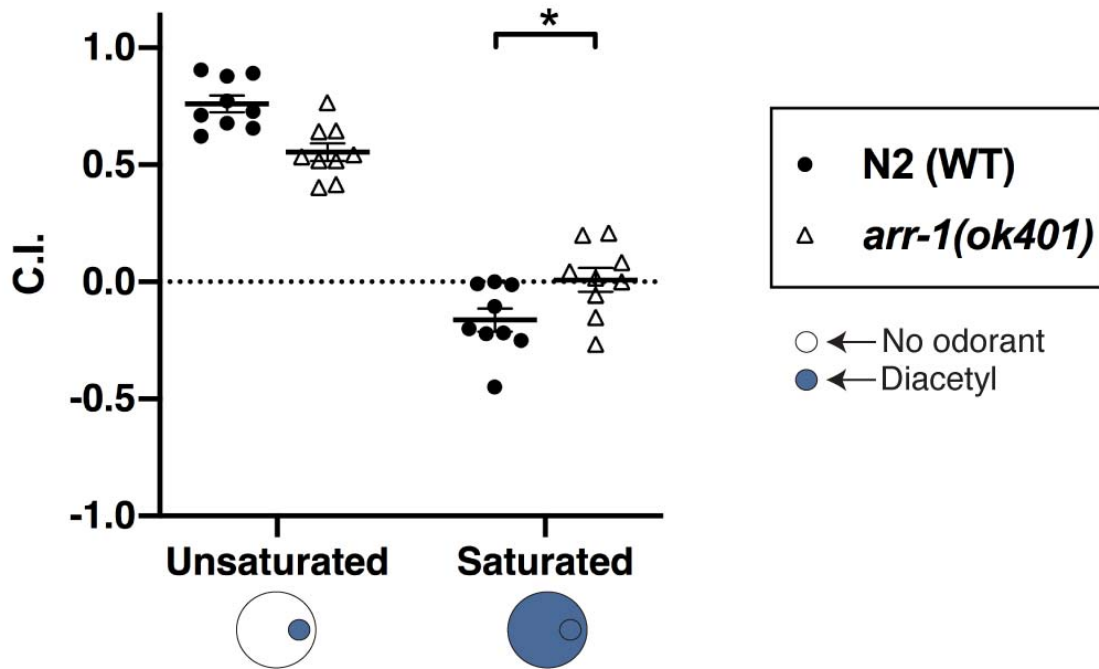 *
1.0
0.5
0.0
-0.5
-1.0
C.I.
Unsaturated
Saturated
N2 (WT)
arr-1(ok401)
No odorant
Diacetyl